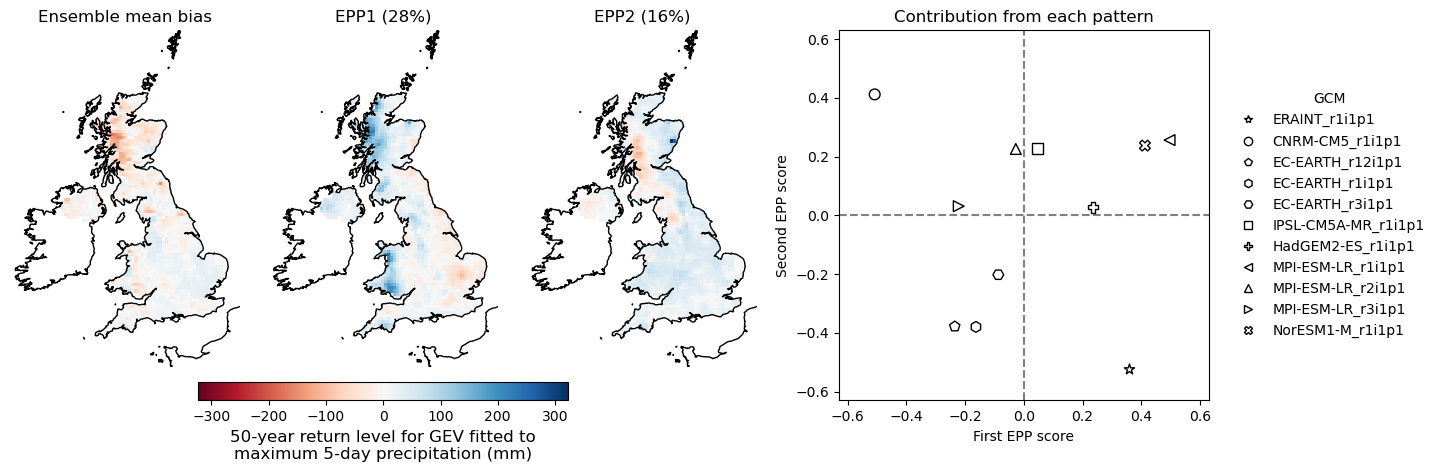 Ensemble mean bias
EPP1 (28%)
EPP2 (16%)
−300
−200
−100
0
100
200
300
50-year return level for GEV fitted to
maximum 5-day precipitation (mm)
Contribution from each pattern
Second EPP score
0.6
0.4
0.2
0.0
−0.2
−0.4
−0.6
−0.6
−0.4
−0.2
0.0
0.2
0.4
0.6
First EPP score
GCM
ERAINT_r1i1p1
CNRM-CM5_r1i1p1
EC-EARTH_r12i1p1
EC-EARTH_r1i1p1
EC-EARTH_r3i1p1
IPSL-CM5A-MR_r1i1p1
HadGEM2-ES_r1i1p1
MPI-ESM-LR_r1i1p1
MPI-ESM-LR_r2i1p1
MPI-ESM-LR_r3i1p1
NorESM1-M_r1i1p1